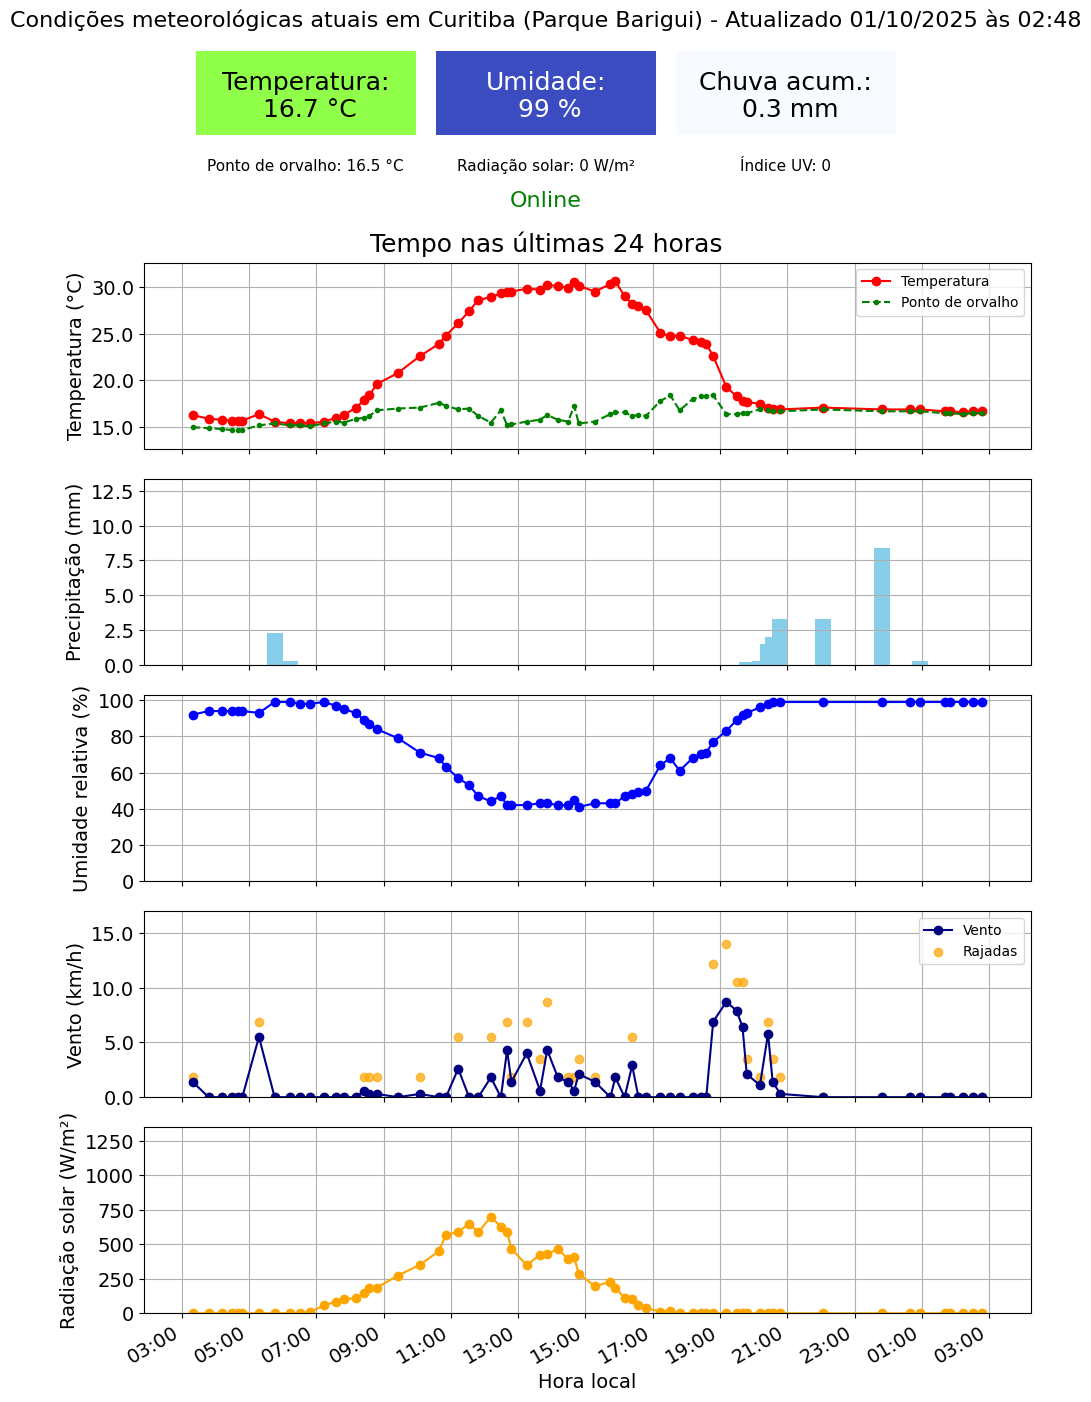 Condições meteorológicas atuais em Curitiba (Parque Barigui) - Atualizado 01/10/2025 às 02:48
Temperatura:
16.7 °C
Umidade:
99 %
Chuva acum.:
0.3 mm
Ponto de orvalho: 16.5 °C
Radiação solar: 0 W/m²
Índice UV: 0
Online
Tempo nas últimas 24 horas
Temperatura (°C)
30.0
25.0
20.0
15.0
Temperatura
Ponto de orvalho
Precipitação (mm)
12.5
10.0
7.5
5.0
2.5
0.0
Umidade relativa (%)
100
80
60
40
20
0
Vento (km/h)
15.0
10.0
5.0
0.0
Vento
Rajadas
Radiação solar (W/m²)
1250
1000
750
500
250
0
03:00
05:00
07:00
09:00
11:00
13:00
15:00
17:00
19:00
21:00
23:00
01:00
03:00
Hora local